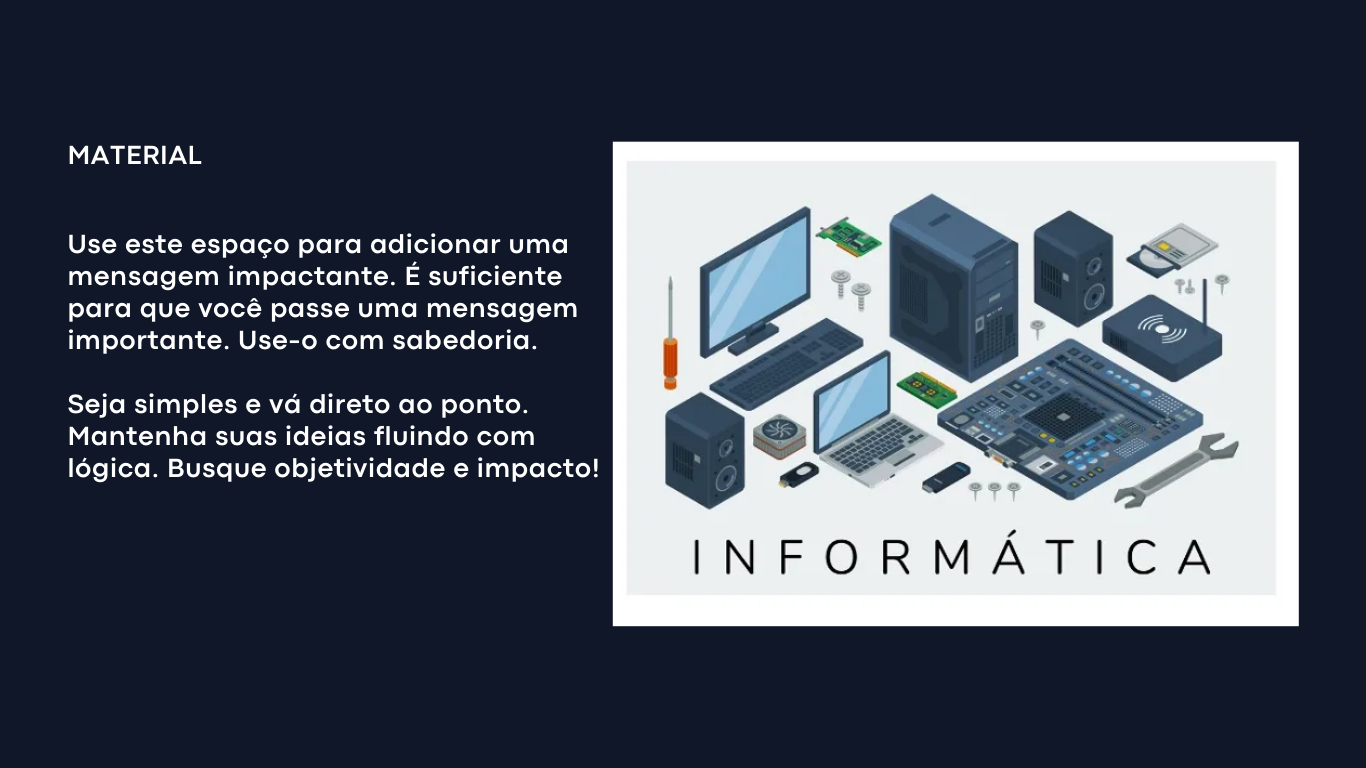 MATERIAL
Use este espaço para adicionar uma
mensagem impactante. É suficiente
para que você passe uma mensagem
importante. Use-o com sabedoria.
Seja simples e vá direto ao ponto.
Mantenha suas ideias fluindo com
lógica. Busque objetividade e impacto!
INFORMÁTICA